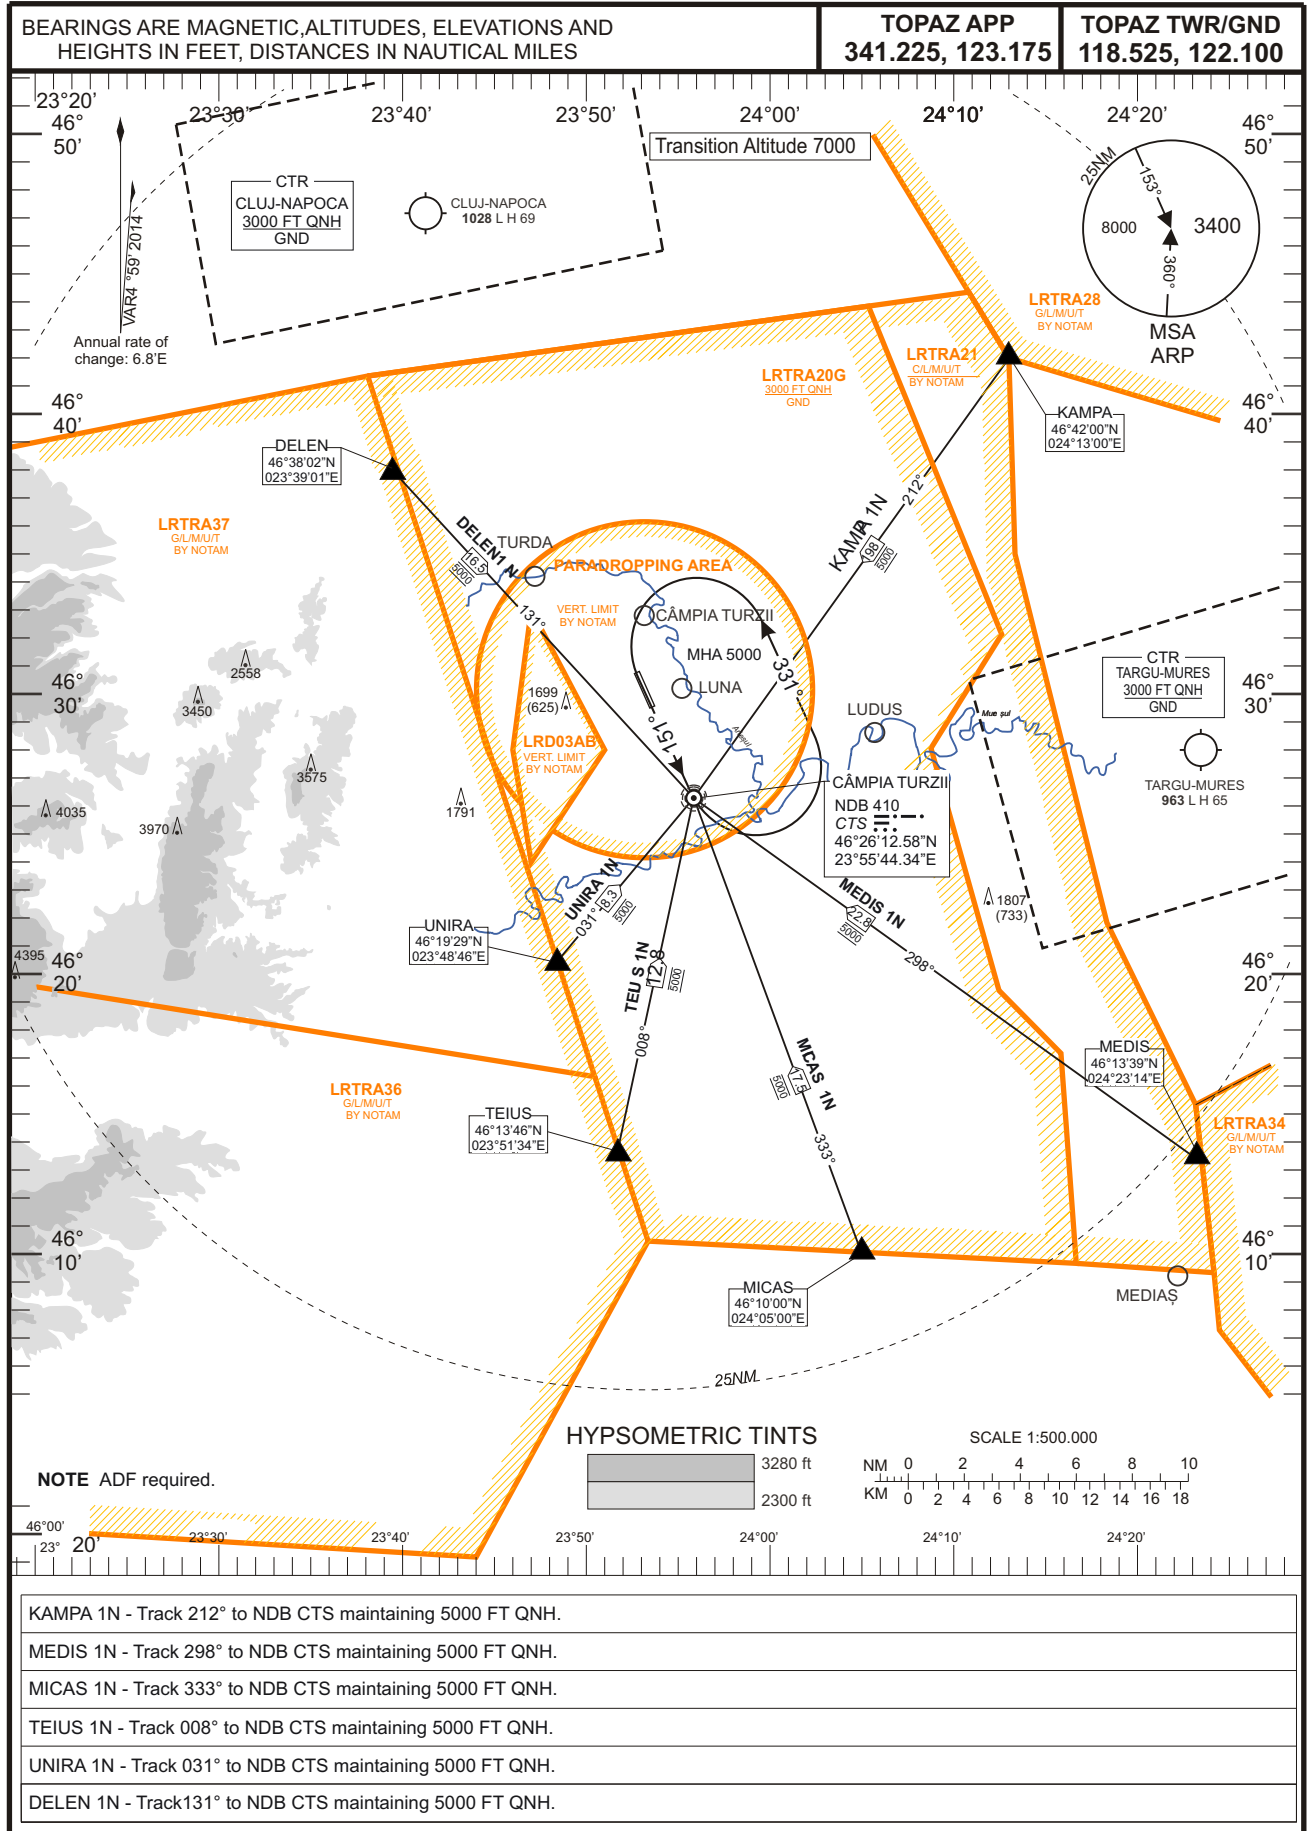 BEARINGS ARE MAGNETIC,ALTITUDES, ELEVATIONS AND
HEIGHTS IN FEET, DISTANCES IN NAUTICAL MILES
TOPAZ APP
341.225, 123.175
TOPAZ TWR/GND
118.525, 122.100
23°20'
23°30'
23°40'
23°50'
24°00'
24°10'
24°20'
46°
50'
46°
50'
Transition Altitude 7000
VAR4 °59' 2014
Annual rate of
change: 6.8'E
CTR
CLUJ-NAPOCA
3000 FT QNH
GND
CLUJ-NAPOCA
1028 L H 69
25NM
153°
8000
3400
360°
MSA
ARP
LRTRA28
G/L/M/U/T
BY NOTAM
LRTRA21
C/L/M/U/T
BY NOTAM
LRTRA20G
3000 FT QNH
GND
46°
40'
46°
40'
KAMPA
46°42'00"N
024°13'00"E
DELEN
46°38'02"N
023°39'01"E
LRTRA37
G/L/M/U/T
BY NOTAM
DELEN1 N
16.5
5000
131°
TURDA
PARADROPPING AREA
VERT. LIMIT
BY NOTAM
CÂMPIA TURZII
MHA 5000
KAMPA 1N
198
5000
212°
331°
LUNA
151°
1699
(625)
LRD03AB
VERT. LIMIT
BY NOTAM
2558
3450
3575
4035
3970
1791
46°
30'
46°
30'
CTR
TARGU-MURES
3000 FT QNH
GND
TARGU-MURES
963 L H 65
LUDUS
Mue șul
CÂMPIA TURZII
NDB 410
CTS
46°26'12.58"N
23°55'44.34"E
1807
(733)
UNIRA
46°19'29"N
023°48'46"E
UNIRA 1N
18.3
5000
031°
TEU S 1N
12.8
5000
008°
MEDIS 1N
22.8
5000
298°
MCAS 1N
17.5
5000
333°
4395
46°
20'
46°
20'
MEDIS
46°13'39"N
024°23'14"E
LRTRA36
G/L/M/U/T
BY NOTAM
TEIUS
46°13'46"N
023°51'34"E
LRTRA34
G/L/M/U/T
BY NOTAM
46°
10'
46°
10'
MICAS
46°10'00"N
024°05'00"E
MEDIAȘ
25NM
HYPSOMETRIC TINTS
3280 ft
2300 ft
SCALE 1:500.000
NM 0 2 4 6 8 10
KM 0 2 4 6 8 10 12 14 16 18
NOTE ADF required.
46°00'
23° 20'
23°30'
23°40'
23°50'
24°00'
24°10'
24°20'
KAMPA 1N - Track 212° to NDB CTS maintaining 5000 FT QNH.
MEDIS 1N - Track 298° to NDB CTS maintaining 5000 FT QNH.
MICAS 1N - Track 333° to NDB CTS maintaining 5000 FT QNH.
TEIUS 1N - Track 008° to NDB CTS maintaining 5000 FT QNH.
UNIRA 1N - Track 031° to NDB CTS maintaining 5000 FT QNH.
DELEN 1N - Track131° to NDB CTS maintaining 5000 FT QNH.